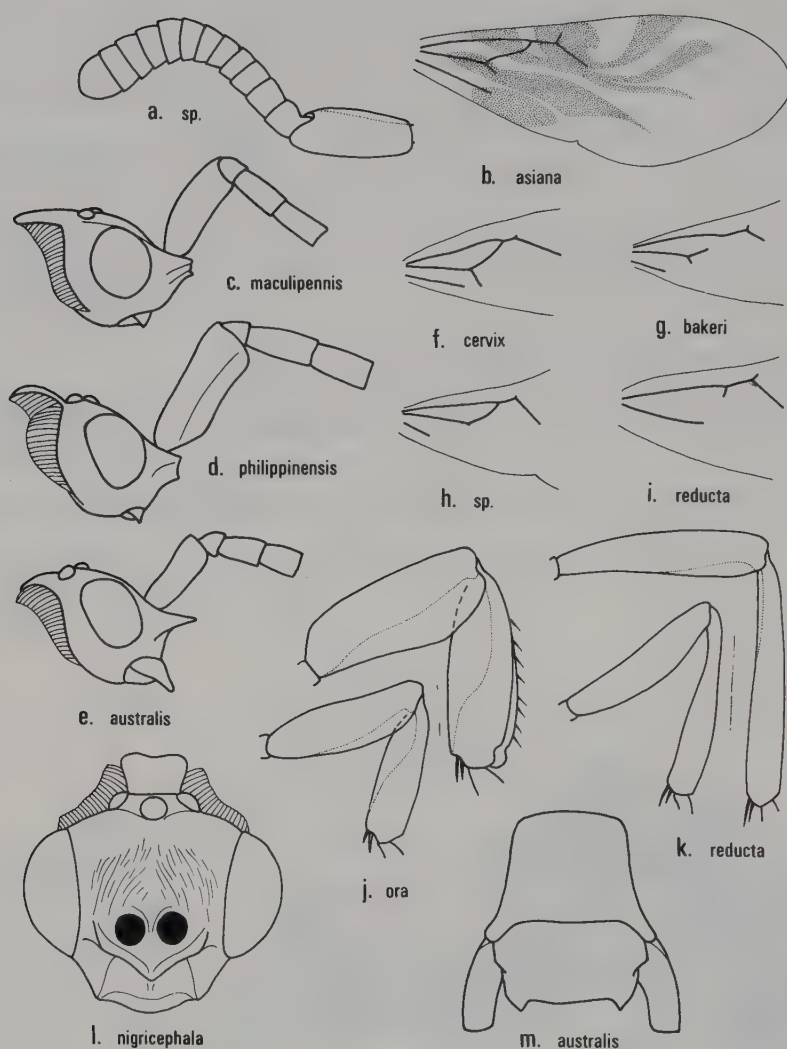 a. sp.
b. asiana
c. maculipennis
d. philippinensis
e. australis
f. cervix
g. bakeri
h. sp.
i. reducta
j. ora
k. reducta
l. nigricephala
m. australis